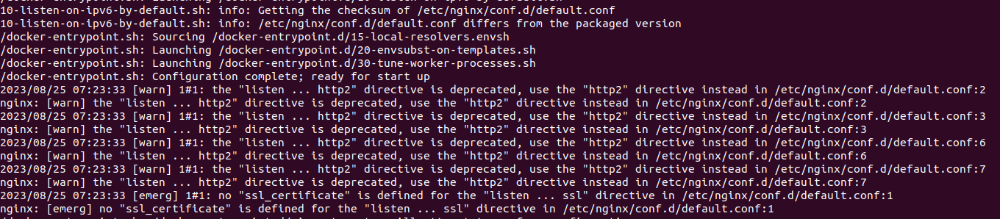 10-listen-on-ipv6-by-default.sh: info: Getting the checksum of /etc/nginx/conf.d/default.conf
10-listen-on-ipv6-by-default.sh: info: /etc/nginx/conf.d/default.conf differs from the packaged version
/docker-entrypoint.sh: Sourcing /docker-entrypoint.d/15-local-resolvers.envsh
/docker-entrypoint.sh: Launching /docker-entrypoint.d/20-envsubst-on-templates.sh
/docker-entrypoint.sh: Launching /docker-entrypoint.d/30-tune-worker-processes.sh
/docker-entrypoint.sh: Configuration complete; ready for start up
2023/08/25 07:23:33 [warn] 1#1: the "listen ... http2" directive is deprecated, use the "http2" directive instead in /etc/nginx/conf.d/default.conf:2
nginx: [warn] the "listen ... http2" directive is deprecated, use the "http2" directive instead in /etc/nginx/conf.d/default.conf:2
2023/08/25 07:23:33 [warn] 1#1: the "listen ... http2" directive is deprecated, use the "http2" directive instead in /etc/nginx/conf.d/default.conf:3
nginx: [warn] the "listen ... http2" directive is deprecated, use the "http2" directive instead in /etc/nginx/conf.d/default.conf:3
2023/08/25 07:23:33 [warn] 1#1: the "listen ... http2" directive is deprecated, use the "http2" directive instead in /etc/nginx/conf.d/default.conf:6
nginx: [warn] the "listen ... http2" directive is deprecated, use the "http2" directive instead in /etc/nginx/conf.d/default.conf:6
2023/08/25 07:23:33 [warn] 1#1: the "listen ... http2" directive is deprecated, use the "http2" directive instead in /etc/nginx/conf.d/default.conf:7
nginx: [warn] the "listen ... http2" directive is deprecated, use the "http2" directive instead in /etc/nginx/conf.d/default.conf:7
2023/08/25 07:23:33 [emerg] 1#1: no "ssl_certificate" is defined for the "listen ... ssl" directive in /etc/nginx/conf.d/default.conf:1
nginx: [emerg] no "ssl_certificate" is defined for the "listen ... ssl" directive in /etc/nginx/conf.d/default.conf:1